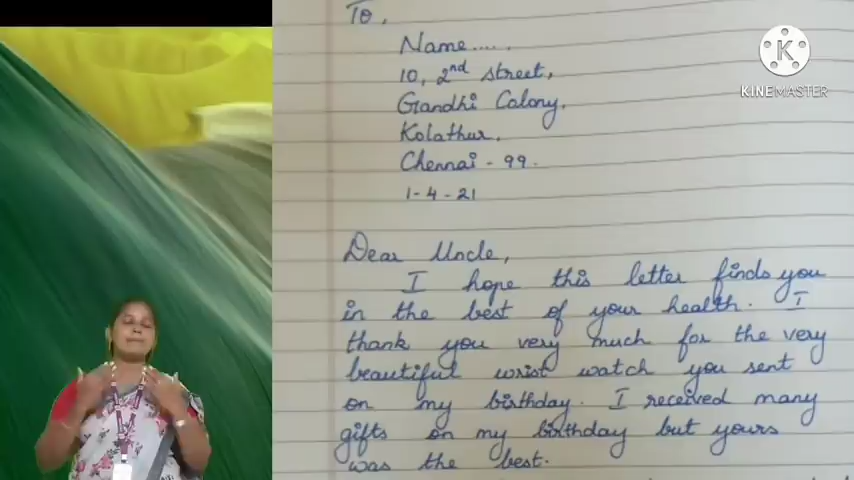 To,
Name.....
10, 2nd street,
Gandhi Colony,
Kolathur,
Chennai - 99.
1-4-21
KINEMASTER
Dear Uncle,
I hope this letter finds you
in the best of your health. I
thank you very much for the very
beautiful wrist watch you sent
on my birthday. I received many
gifts on my birthday but yours
was the best.